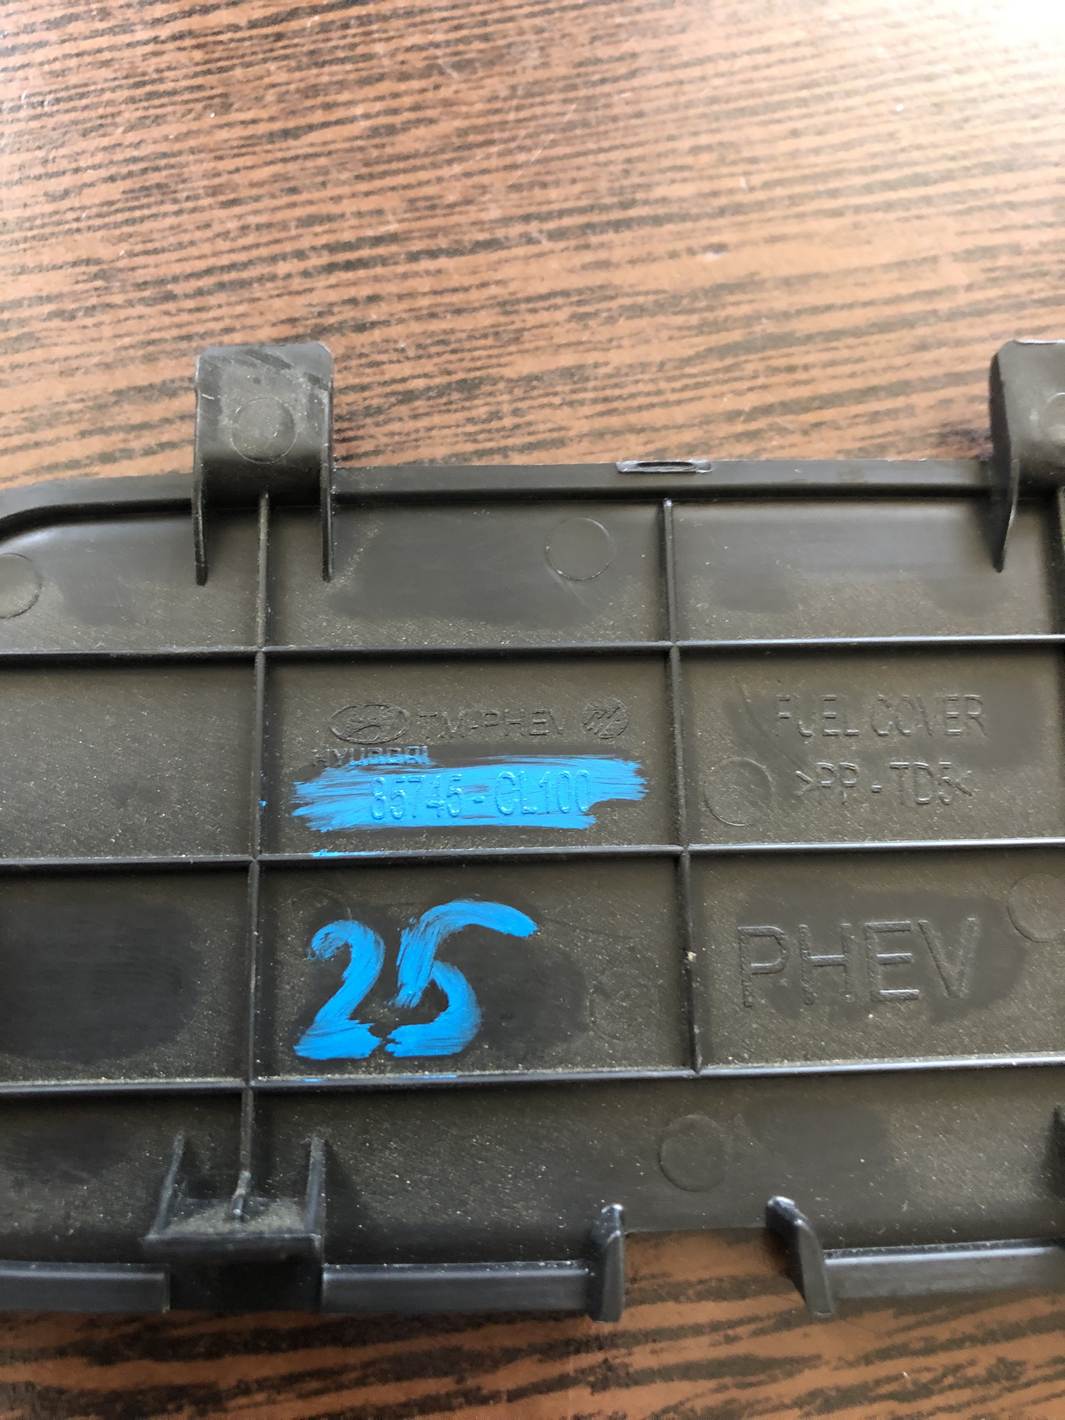 TM-PHEV
HYUNDAI
85745-CL100
FUEL COVER
>PP-TD5<
25
PHEV